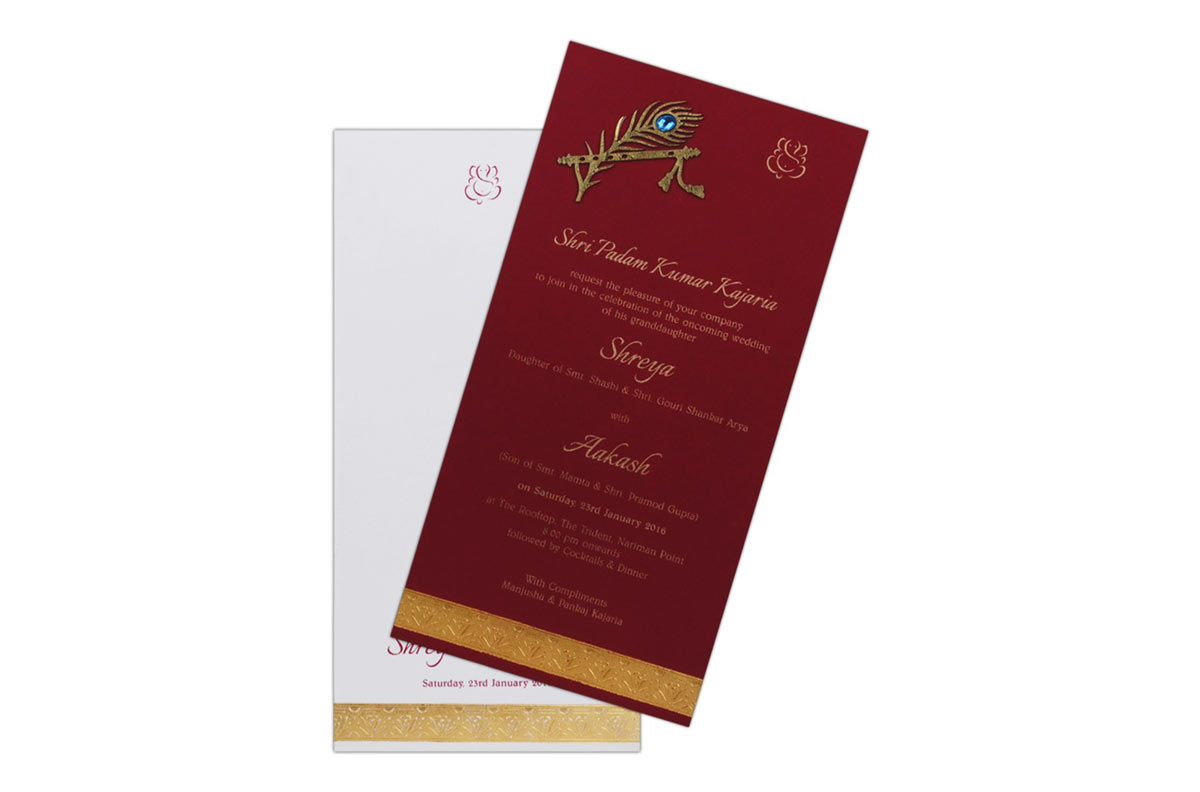 Shri Padam Kumar Kajaria
request the pleasure of your company
to join in the celebration of the oncoming wedding
of his granddaughter
Shreya
Daughter of Smt. Shashi & Shri. Gouri Shankar Arya
with
Aakash
(Son of Smt. Mamta & Shri. Pramod Gupta)
on Saturday, 23rd January 2016
at The Rooftop, The Trident, Nariman Point
8:00 pm onwards
followed by Cocktails & Dinner
With Compliments
Manjusha & Pankaj Kajaria
Saturday, 23rd January